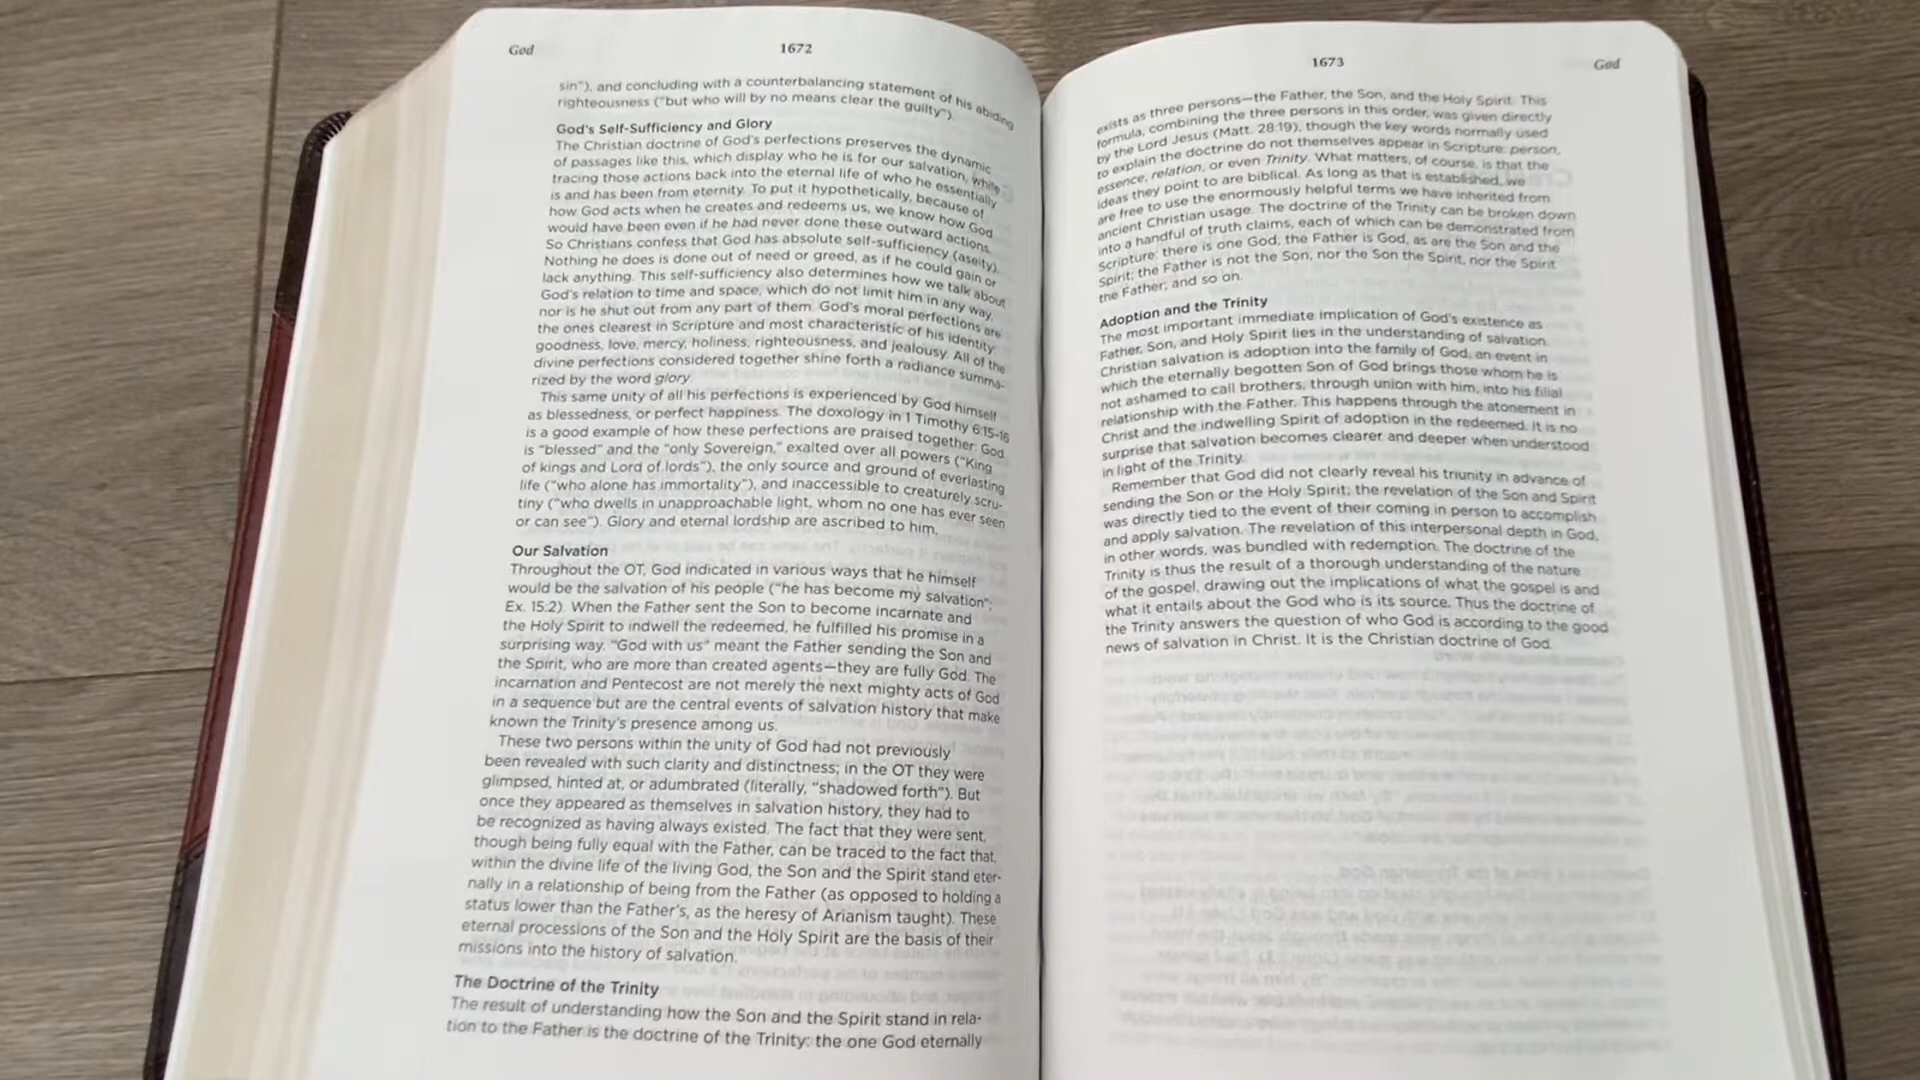 God
1672
sin"), and concluding with a counterbalancing statement of his abiding
righteousness ("but who will by no means clear the guilty").
God's Self-Sufficiency and Glory
The Christian doctrine of God's perfections preserves the dynamic
of passages like this, which display who he is for our salvation, while
tracing those actions back into the eternal life of who he essentially
is and has been from eternity. To put it hypothetically, because of
how God acts when he creates and redeems us, we know how God
would have been even if he had never done these outward actions.
So Christians confess that God has absolute self-sufficiency (aseity).
Nothing he does is done out of need or greed, as if he could gain or
lack anything. This self-sufficiency also determines how we talk about
God's relation to time and space, which do not limit him in any way,
nor is he shut out from any part of them. God's moral perfections are
the ones clearest in Scripture and most characteristic of his identity:
goodness, love, mercy, holiness, righteousness, and jealousy. All of the
divine perfections considered together shine forth a radiance summa-
rized by the word glory.
This same unity of all his perfections is experienced by God himself
as blessedness, or perfect happiness. The doxology in 1 Timothy 6:15-16
is a good example of how these perfections are praised together: God
is "blessed" and the "only Sovereign," exalted over all powers ("King
of kings and Lord of lords"), the only source and ground of everlasting
life ("who alone has immortality"), and inaccessible to creaturely scru-
tiny ("who dwells in unapproachable light, whom no one has ever seen
or can see"). Glory and eternal lordship are ascribed to him.
Our Salvation
Throughout the OT, God indicated in various ways that he himself
would be the salvation of his people ("he has become my salvation";
Ex. 15:2). When the Father sent the Son to become incarnate and
the Holy Spirit to indwell the redeemed, he fulfilled his promise in a
surprising way. "God with us" meant the Father sending the Son and
the Spirit, who are more than created agents—they are fully God. The
incarnation and Pentecost are not merely the next mighty acts of God
in a sequence but are the central events of salvation history that make
known the Trinity's presence among us.
These two persons within the unity of God had not previously
been revealed with such clarity and distinctness; in the OT they were
glimpsed, hinted at, or adumbrated (literally, "shadowed forth"). But
once they appeared as themselves in salvation history, they had to
be recognized as having always existed. The fact that they were sent,
though being fully equal with the Father, can be traced to the fact that,
within the divine life of the living God, the Son and the Spirit stand eter-
nally in a relationship of being from the Father (as opposed to holding a
status lower than the Father's, as the heresy of Arianism taught). These
eternal processions of the Son and the Holy Spirit are the basis of their
missions into the history of salvation.
The Doctrine of the Trinity
The result of understanding how the Son and the Spirit stand in rela-
tion to the Father is the doctrine of the Trinity: the one God eternally
1673
God
exists as three persons—the Father, the Son, and the Holy Spirit. This
formula, combining the three persons in this order, was given directly
by the Lord Jesus (Matt. 28:19), though the key words normally used
to explain the doctrine do not themselves appear in Scripture: person,
essence, relation, or even Trinity. What matters, of course, is that the
ideas they point to are biblical. As long as that is established, we
are free to use the enormously helpful terms we have inherited from
ancient Christian usage. The doctrine of the Trinity can be broken down
into a handful of truth claims, each of which can be demonstrated from
Scripture: there is one God; the Father is God, as are the Son and the
Spirit; the Father is not the Son, nor the Son the Spirit, nor the Spirit
the Father; and so on.
Adoption and the Trinity
The most important immediate implication of God's existence as
Father, Son, and Holy Spirit lies in the understanding of salvation.
Christian salvation is adoption into the family of God, an event in
which the eternally begotten Son of God brings those whom he is
not ashamed to call brothers, through union with him, into his filial
relationship with the Father. This happens through the atonement in
Christ and the indwelling Spirit of adoption in the redeemed. It is no
surprise that salvation becomes clearer and deeper when understood
in light of the Trinity.
Remember that God did not clearly reveal his triunity in advance of
sending the Son or the Holy Spirit; the revelation of the Son and Spirit
was directly tied to the event of their coming in person to accomplish
and apply salvation. The revelation of this interpersonal depth in God,
in other words, was bundled with redemption. The doctrine of the
Trinity is thus the result of a thorough understanding of the nature
of the gospel, drawing out the implications of what the gospel is and
what it entails about the God who is its source. Thus the doctrine of
the Trinity answers the question of who God is according to the good
news of salvation in Christ. It is the Christian doctrine of God.